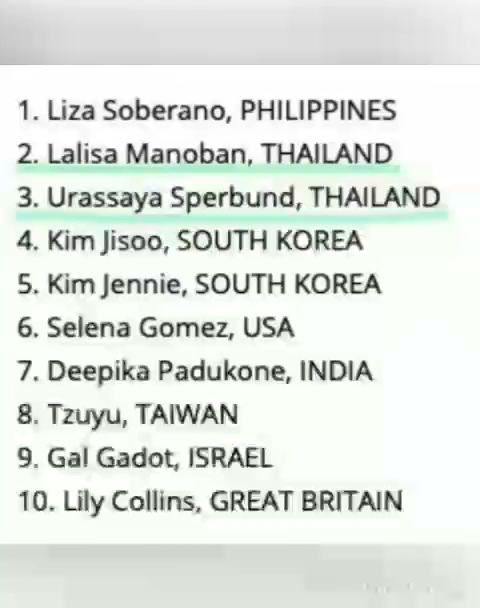 1. Liza Soberano, PHILIPPINES
2. Lalisa Manoban, THAILAND
3. Urassaya Sperbund, THAILAND
4. Kim Jisoo, SOUTH KOREA
5. Kim Jennie, SOUTH KOREA
6. Selena Gomez, USA
7. Deepika Padukone, INDIA
8. Tzuyu, TAIWAN
9. Gal Gadot, ISRAEL
10. Lily Collins, GREAT BRITAIN